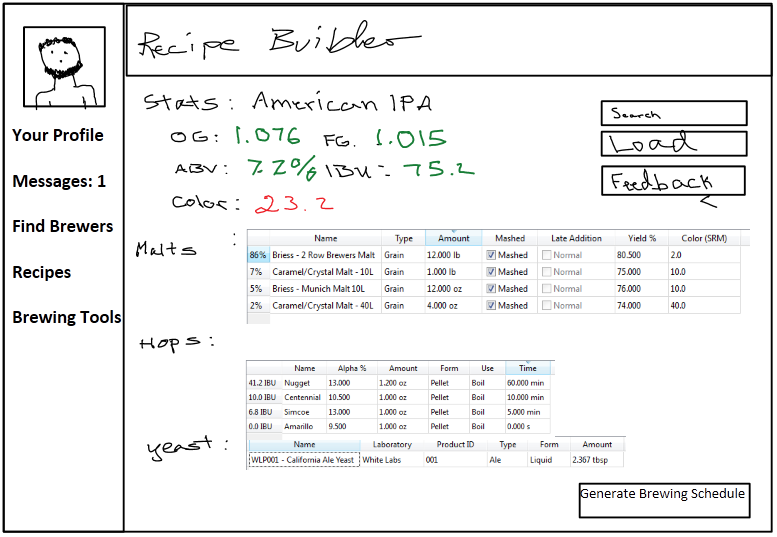 Recipe Builder
Your Profile
Messages: 1
Find Brewers
Recipes
Brewing Tools
Stats: American IPA
OG: 1.076 FG. 1.015
ABV: 7.2% IBU - 75.2
Color: 23.2
Search
Load
Feedback
Malts :
Name Type Amount Mashed Late Addition Yield % Color (SRM)
86% Briess - 2 Row Brewers Malt Grain 12.000 lb Mashed Normal 80.500 2.0
7% Caramel/Crystal Malt - 10L Grain 1.000 lb Mashed Normal 75.000 10.0
5% Briess - Munich Malt 10L Grain 12.000 oz Mashed Normal 76.000 10.0
2% Caramel/Crystal Malt - 40L Grain 4.000 oz Mashed Normal 74.000 40.0
Hops :
Name Alpha % Amount Form Use Time
41.2 IBU Nugget 13.000 1.200 oz Pellet Boil 60.000 min
10.0 IBU Centennial 10.500 1.000 oz Pellet Boil 10.000 min
6.8 IBU Simcoe 13.000 1.000 oz Pellet Boil 5.000 min
0.0 IBU Amarillo 9.500 1.000 oz Pellet Boil 0.000 s
yeast :
Name Laboratory Product ID Type Form Amount
WLP001 - California Ale Yeast White Labs 001 Ale Liquid 2.367 tbsp
Generate Brewing Schedule